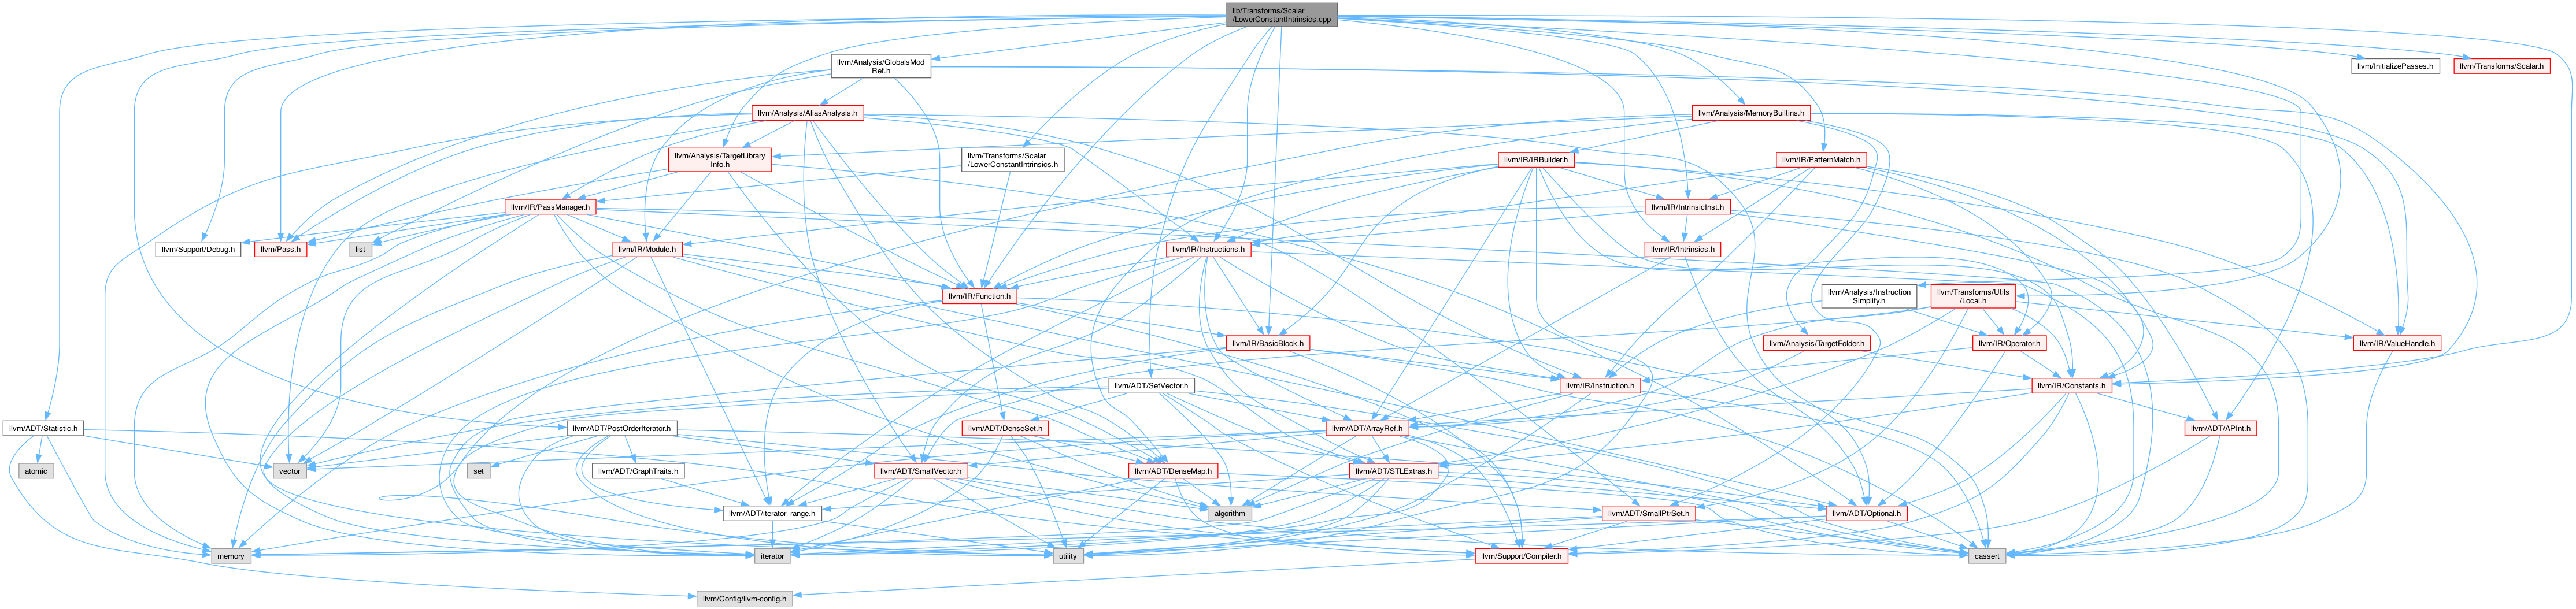 lib/Transforms/Scalar
/LowerConstantIntrinsics.cpp
llvm/Analysis/GlobalsMod
Ref.h
llvm/InitializePasses.h
llvm/Transforms/Scalar.h
llvm/Analysis/AliasAnalysis.h
llvm/Analysis/MemoryBuiltins.h
llvm/Analysis/TargetLibrary
Info.h
llvm/Transforms/Scalar
/LowerConstantIntrinsics.h
llvm/IR/IRBuilder.h
llvm/IR/PatternMatch.h
llvm/IR/PassManager.h
llvm/IR/IntrinsicInst.h
llvm/Support/Debug.h
llvm/Pass.h
list
llvm/IR/Module.h
llvm/IR/Instructions.h
llvm/IR/Intrinsics.h
llvm/IR/Function.h
llvm/Analysis/Instruction
Simplify.h
llvm/Transforms/Utils
/Local.h
llvm/IR/BasicBlock.h
llvm/Analysis/TargetFolder.h
llvm/IR/Operator.h
llvm/IR/ValueHandle.h
llvm/ADT/SetVector.h
llvm/IR/Instruction.h
llvm/IR/Constants.h
llvm/ADT/Statistic.h
llvm/ADT/PostOrderIterator.h
llvm/ADT/DenseSet.h
llvm/ADT/ArrayRef.h
llvm/ADT/APInt.h
atomic
vector
set
llvm/ADT/GraphTraits.h
llvm/ADT/SmallVector.h
llvm/ADT/DenseMap.h
llvm/ADT/STLExtras.h
llvm/ADT/iterator_range.h
algorithm
llvm/ADT/SmallPtrSet.h
llvm/ADT/Optional.h
memory
iterator
utility
llvm/Support/Compiler.h
cassert
llvm/Config/llvm-config.h